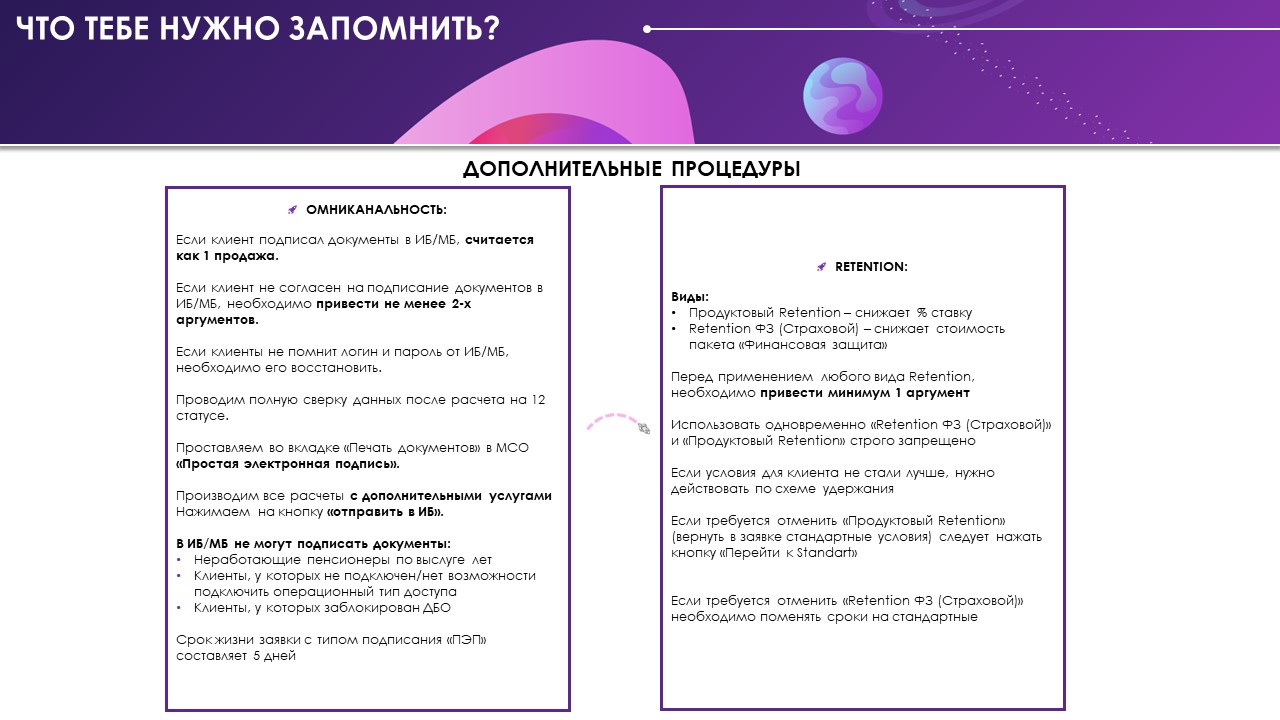 ЧТО ТЕБЕ НУЖНО ЗАПОМНИТЬ?
ДОПОЛНИТЕЛЬНЫЕ ПРОЦЕДУРЫ
ОМНИКАНАЛЬНОСТЬ:
Если клиент подписал документы в ИБ/МБ, считается
как 1 продажа.
Если клиент не согласен на подписание документов в
ИБ/МБ, необходимо привести не менее 2-х
аргументов.
Если клиенты не помнит логин и пароль от ИБ/МБ,
необходимо его восстановить.
Проводим полную сверку данных после расчета на 12
статусе.
Проставляем во вкладке «Печать документов» в МСО
«Простая электронная подпись».
Производим все расчеты с дополнительными услугами
Нажимаем на кнопку «отправить в ИБ».
В ИБ/МБ не могут подписать документы:
• Неработающие пенсионеры по выслуге лет
• Клиенты, у которых не подключен/нет возможности
подключить операционный тип доступа
• Клиенты, у которых заблокирован ДБО
Срок жизни заявки с типом подписания «ПЭП»
составляет 5 дней
RETENTION:
Виды:
• Продуктовый Retention – снижает % ставку
• Retention ФЗ (Страховой) – снижает стоимость
пакета «Финансовая защита»
Перед применением любого вида Retention,
необходимо привести минимум 1 аргумент
Использовать одновременно «Retention ФЗ (Страховой)»
и «Продуктовый Retention» строго запрещено
Если условия для клиента не стали лучше, нужно
действовать по схеме удержания
Если требуется отменить «Продуктовый Retention»
(вернуть в заявке стандартные условия) следует нажать
кнопку «Перейти к Standart»
Если требуется отменить «Retention ФЗ (Страховой)»
необходимо поменять сроки на стандартные